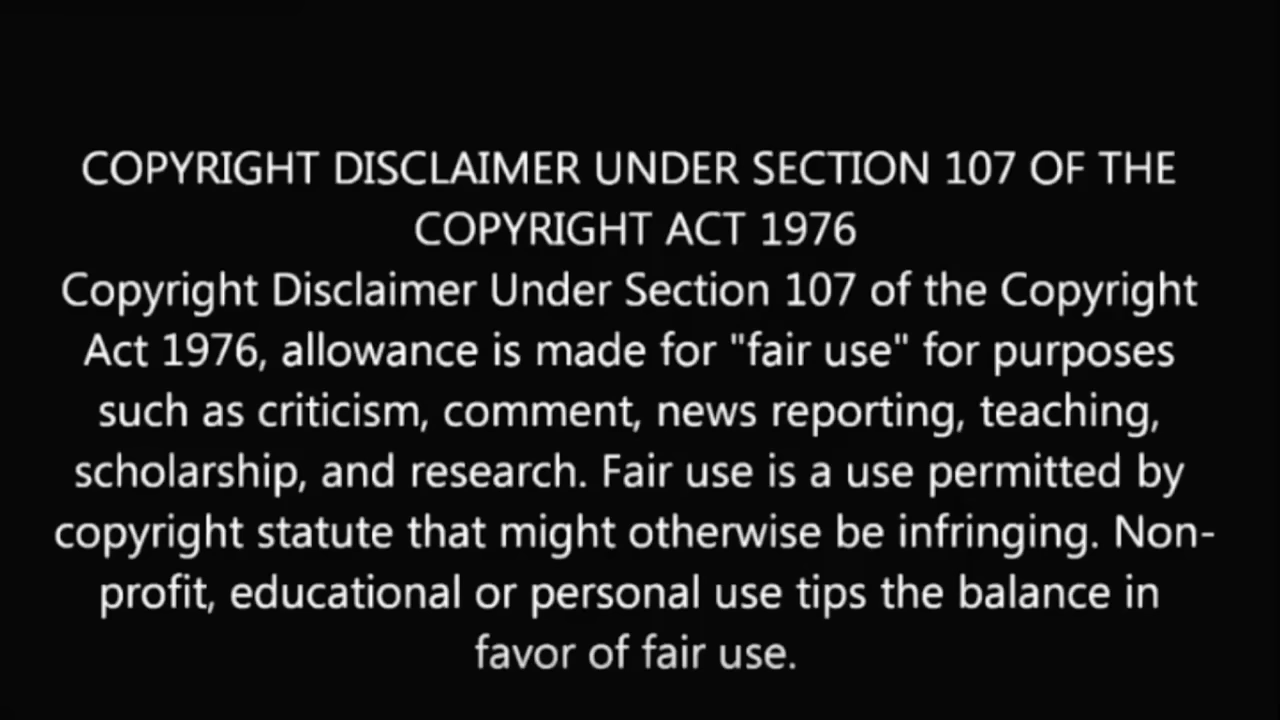 COPYRIGHT DISCLAIMER UNDER SECTION 107 OF THE
COPYRIGHT ACT 1976
Copyright Disclaimer Under Section 107 of the Copyright
Act 1976, allowance is made for "fair use" for purposes
such as criticism, comment, news reporting, teaching,
scholarship, and research. Fair use is a use permitted by
copyright statute that might otherwise be infringing. Non-
profit, educational or personal use tips the balance in
favor of fair use.